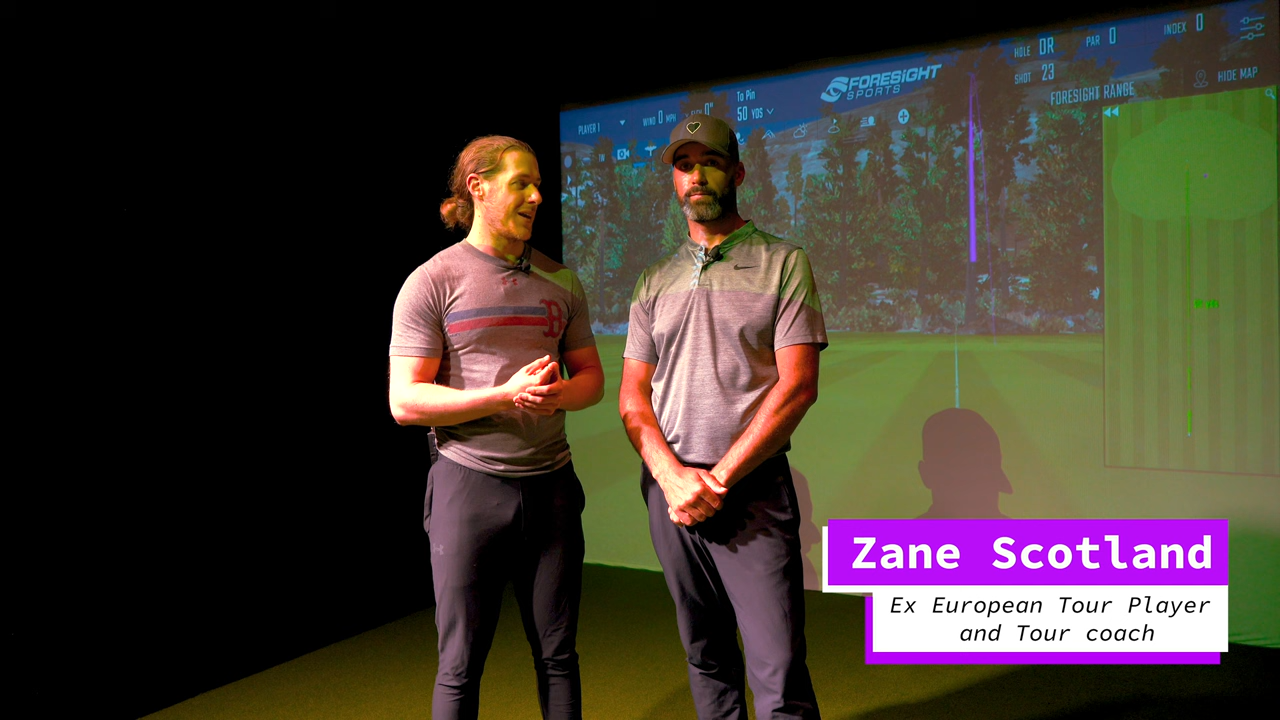 FORESIGHT
SPORTS
HOLE DR PAR 0 INDEX 0
SHOT 23
FORESIGHT RANGE HIDE MAP
PLAYER 1
WIND 0 MPH
0°
To Pin
50 YDS
B
Zane Scotland
Ex European Tour Player
and Tour coach